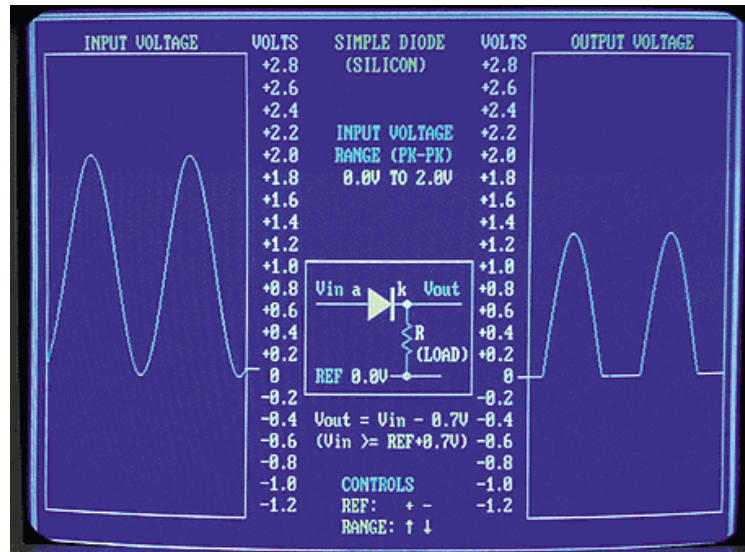 INPUT VOLTAGE
VOLTS
+2.8
+2.6
+2.4
+2.2
+2.0
+1.8
+1.6
+1.4
+1.2
+1.0
+0.8
+0.6
+0.4
+0.2
0
-0.2
-0.4
-0.6
-0.8
-1.0
-1.2
SIMPLE DIODE
(SILICON)
INPUT VOLTAGE
RANGE (PK-PK)
0.0V TO 2.0V
Vin a k Vout
R
(LOAD)
REF 0.0V
Vout = Vin - 0.7V
(Vin >= REF+0.7V)
CONTROLS
REF: + -
RANGE: ↑ ↓
VOLTS
+2.8
+2.6
+2.4
+2.2
+2.0
+1.8
+1.6
+1.4
+1.2
+1.0
+0.8
+0.6
+0.4
+0.2
0
-0.2
-0.4
-0.6
-0.8
-1.0
-1.2
OUTPUT VOLTAGE